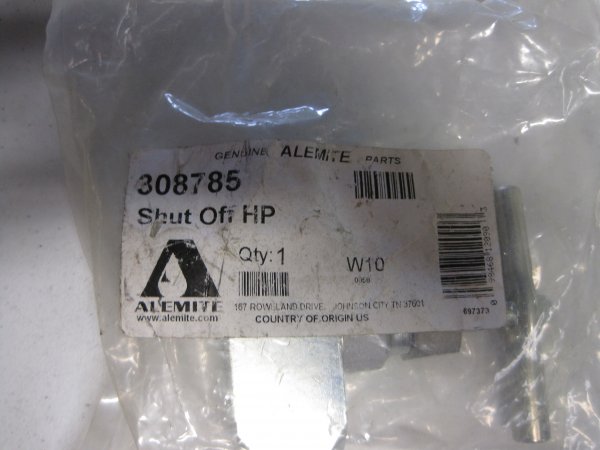 GENUINE ALEMITE PARTS
308785
Shut Off HP
Qty:1
W10
ALEMITE
www.alemite.com
167 ROWELAND DRIVE, JOHNSON CITY TN 37601
COUNTRY OF ORIGIN US
697373